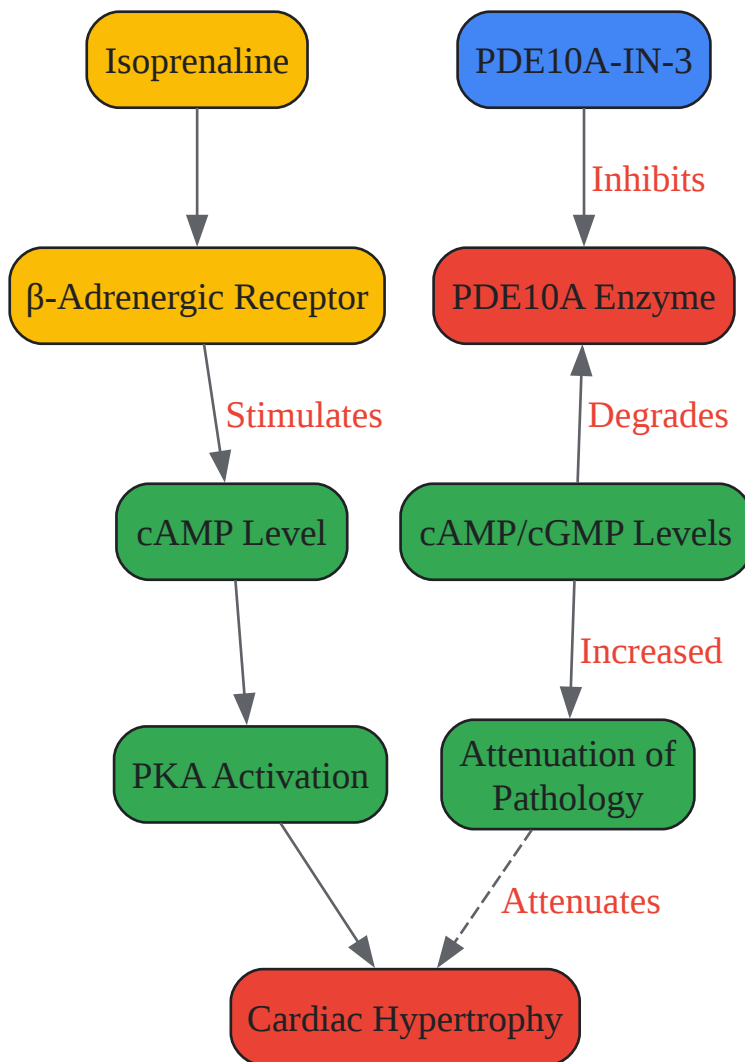 Isoprenaline
PDE10A-IN-3
Inhibits
β-Adrenergic Receptor
PDE10A Enzyme
Stimulates
Degrades
cAMP Level
cAMP/cGMP Levels
Increased
PKA Activation
Attenuation of
Pathology
Attenuates
Cardiac Hypertrophy